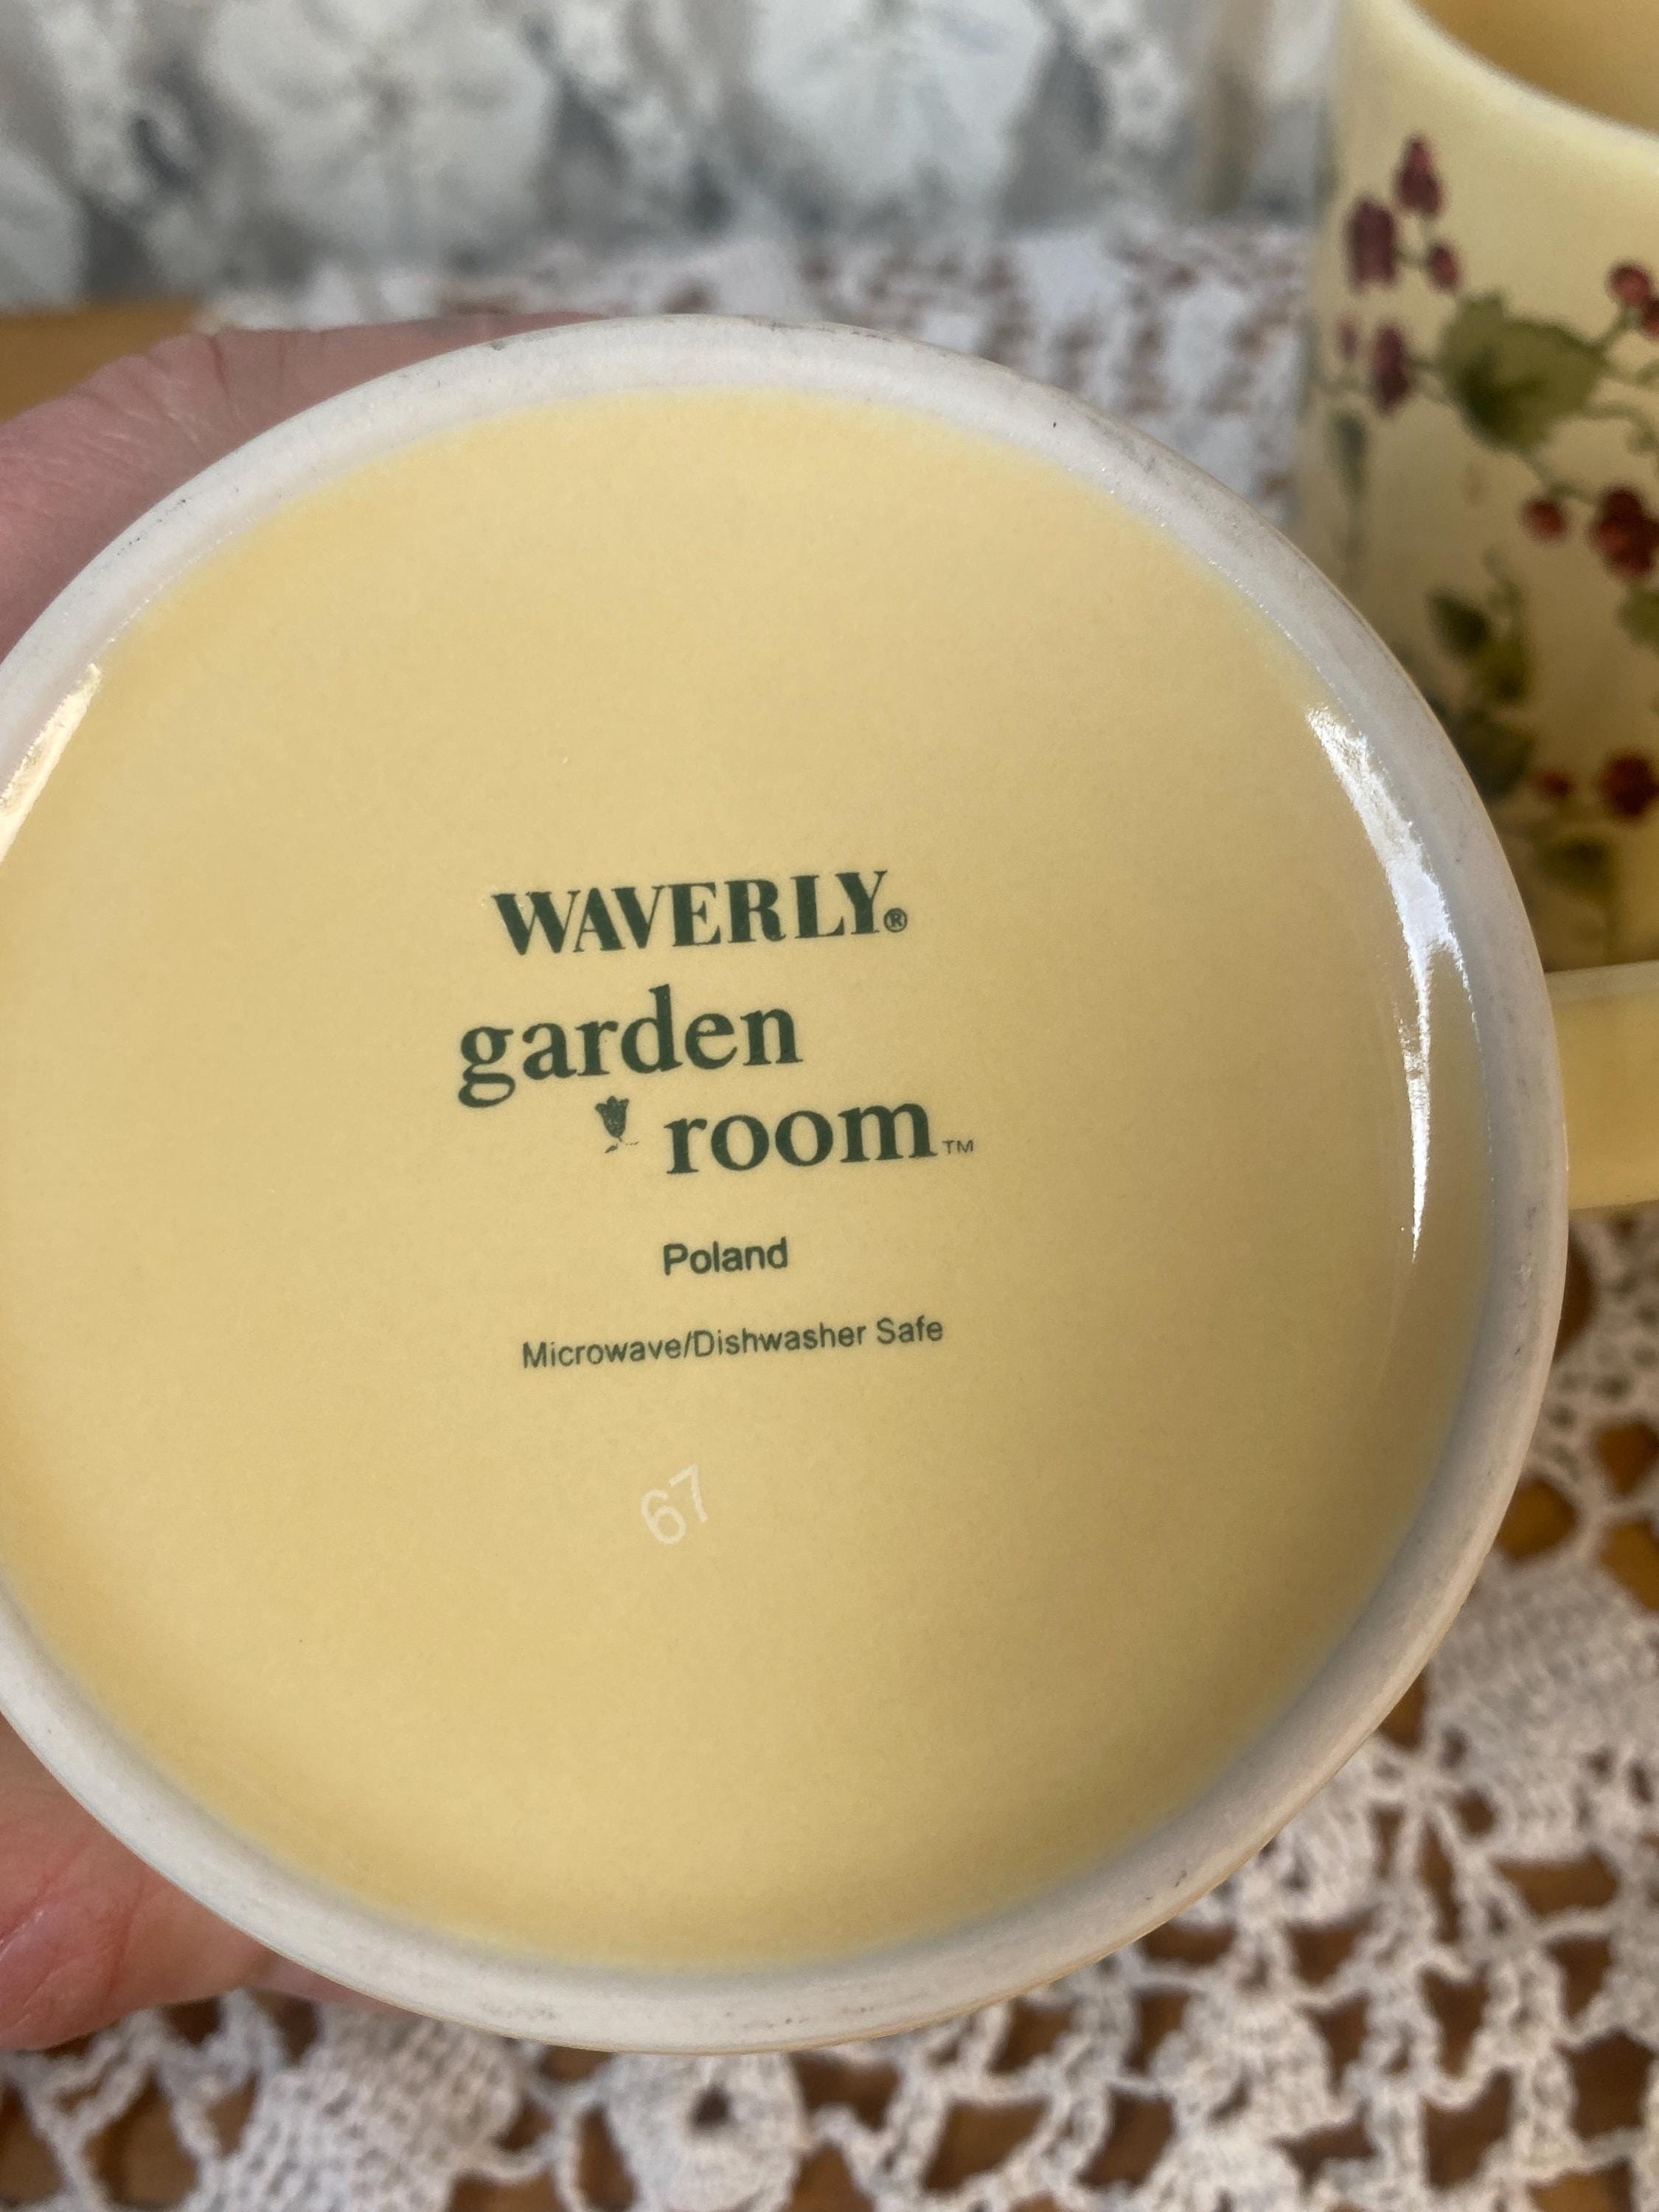 WAVERLY®
garden
room™
Poland
Microwave/Dishwasher Safe
67